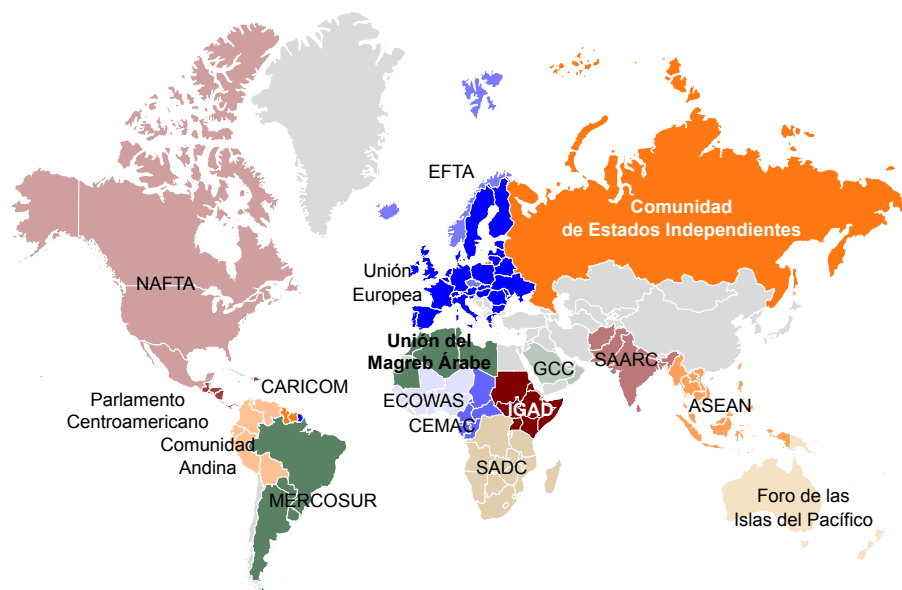 EFTA
Comunidad
de Estados Independientes
NAFTA
Unión
Europea
Unión del
Magreb Árabe
GCC
SAARC
CARICOM
ECOWAS
IGAD
Parlamento
Centroamericano
CEMAC
ASEAN
Comunidad
Andina
SADC
MERCOSUR
Foro de las
Islas del Pacífico